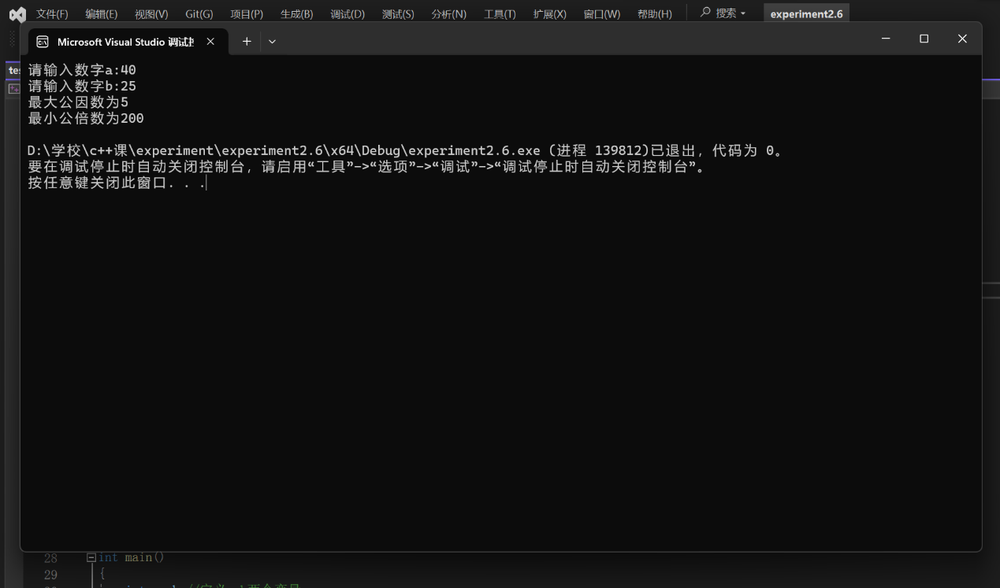 文件(F) 编辑(E) 视图(V) Git(G) 项目(P) 生成(B) 调试(D) 测试(S) 分析(N) 工具(T) 扩展(X) 窗口(W) 帮助(H) 搜索 experiment2.6
Microsoft Visual Studio 调试控
请输入数字a:40
请输入数字b:25
最大公因数为5
最小公倍数为200
D:\学校\c++课\experiment\experiment2.6\x64\Debug\experiment2.6.exe (进程 139812)已退出，代码为 0。
要在调试停止时自动关闭控制台，请启用“工具”->“选项”->“调试”->“调试停止时自动关闭控制台”。
按任意键关闭此窗口. . .
28 int main()
29 {